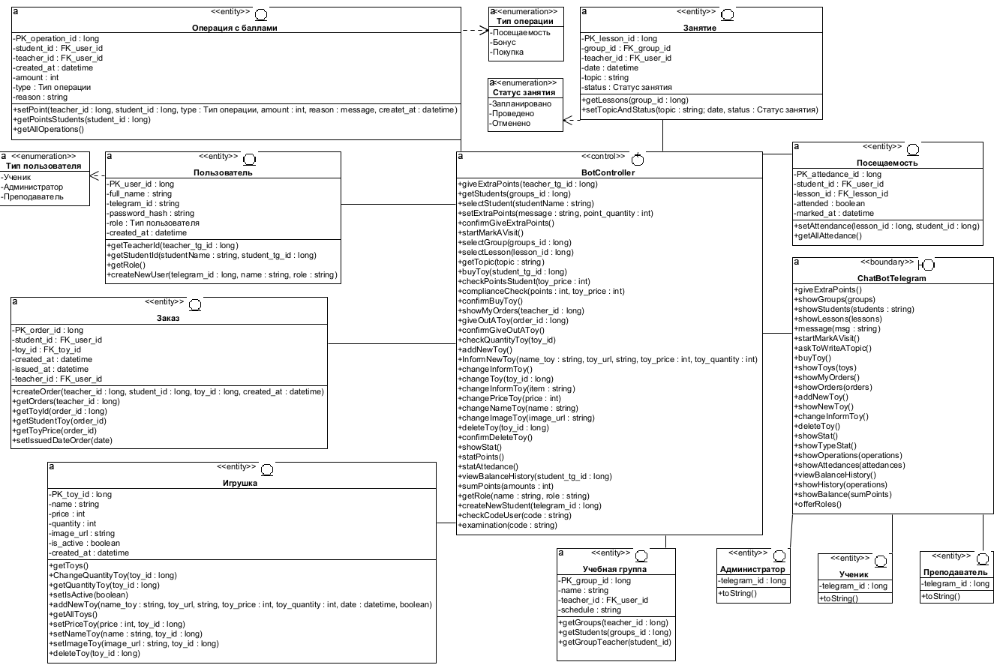 a
<<entity>>
Операция с баллами
-PK_operation_id : long
-student_id : FK_user_id
-teacher_id : FK_user_id
-created_at : datetime
-amount : int
-type : Тип операции
-reason : string
+setPoint(teacher_id : long, student_id : long, type : Тип операции, amount : int, reason : message, createt_at : datetime)
+getPointsStudents(student_id : long)
+getAllOperations()
a
<<enumeration>>
Тип операции
-Посещаемость
-Бонус
-Покупка
a
<<entity>>
Занятие
-PK_lesson_id : long
-group_id : FK_group_id
-teacher_id : FK_user_id
-date : datetime
-topic : string
-status : Статус занятия
+getLessons(group_id : long)
+setTopicAndStatus(topic : string; date, status : Статус занятия)
a
<<enumeration>>
Статус занятия
-Запланировано
-Проведено
-Отменено
a
<<enumeration>>
Тип пользователя
-Ученик
-Администратор
-Преподаватель
a
<<entity>>
Пользователь
-PK_user_id : long
-full_name : string
-telegram_id : string
-password_hash : string
-role : Тип пользователя
-created_at : datetime
+getTeacherId(teacher_tg_id : long)
+getStudentId(studentName : string, student_tg_id : long)
+getRole()
+createNewUser(telegram_id : long, name : string, role : string)
a
<<control>>
BotController
+giveExtraPoints(teacher_tg_id : long)
+getStudents(groups_id : long)
+selectStudent(studentName : string)
+setExtraPoints(message : string, point_quantity : int)
+confirmGiveExtraPoints()
+startMarkAVisit()
+selectGroup(groups_id : long)
+selectLesson(lesson_id : long)
+getTopic(topic : string)
+buyToy(student_tg_id : long)
+checkPointsStudent(toy_price : int)
+complianceCheck(points : int, toy_price : int)
+confirmBuyToy()
+showMyOrders(teacher_id : long)
+giveOutAToy(order_id : long)
+confirmGiveOutAToy()
+checkQuantityToy(toy_id)
+addNewToy()
+InformNewToy(name_toy : string, toy_url, string, toy_price : int, toy_quantity : int)
+changeInformToy()
+changeToy(toy_id : long)
+changeInformToy(item : string)
+changePriceToy(price : int)
+changeNameToy(name : string)
+changeImageToy(image_url : string)
+deleteToy(toy_id : long)
+confirmDeleteToy()
+showStat()
+statPoints()
+statAttedance()
+viewBalanceHistory(student_tg_id : long)
+sumPoints(amounts : int)
+getRole(name : string, role : string)
+createNewStudent(telegram_id : long)
+checkCodeUser(code : string)
+examination(code : string)
a
<<entity>>
Посещаемость
-PK_attedance_id : long
-student_id : FK_user_id
-lesson_id : FK_lesson_id
-attended : boolean
-marked_at : datetime
+setAttendance(lesson_id : long, student_id : long)
+getAllAttedance()
a
<<boundary>>
ChatBotTelegram
+giveExtraPoints()
+showGroups(groups)
+showStudents(students : string)
+showLessons(lessons)
+message(msg : string)
+startMarkAVisit()
+askToWriteATopic()
+buyToy()
+showToys(toys)
+showMyOrders()
+showOrders(orders)
+addNewToy()
+showNewToy()
+changeInformToy()
+deleteToy()
+showStat()
+showTypeStat()
+showOperations(operations)
+showAttedances(attedances)
+viewBalanceHistory()
+showHistory(operations)
+showBalance(sumPoints)
+offerRoles()
a
<<entity>>
Заказ
-PK_order_id : long
-student_id : FK_user_id
-toy_id : FK_toy_id
-created_at : datetime
-issued_at : datetime
-teacher_id : FK_user_id
+createOrder(teacher_id : long, student_id : long, toy_id : long, created_at : datetime)
+getOrders(teacher_id : long)
+getToyId(order_id : long)
+getStudentToy(order_id)
+getToyPrice(order_id)
+setIssuedDateOrder(date)
a
<<entity>>
Игрушка
-PK_toy_id : long
-name : string
-price : int
-quantity : int
-image_url : string
-is_active : boolean
-created_at : datetime
+getToys()
+ChangeQuantityToy(toy_id : long)
+getQuantityToy(toy_id : long)
+setIsActive(boolean)
+addNewToy(name_toy : string, toy_url, string, toy_price : int, toy_quantity : int, date : datetime, boolean)
+getAllToys()
+setPriceToy(price : int, toy_id : long)
+setNameToy(name : string, toy_id : long)
+setImageToy(image_url : string, toy_id : long)
+deleteToy(toy_id : long)
a
<<entity>>
Учебная группа
-PK_group_id : long
-name : string
-teacher_id : FK_user_id
-schedule : string
+getGroups(teacher_id : long)
+getStudents(groups_id : long)
+getGroupTeacher(student_id)
a
<<entity>>
Администратор
-telegram_id : long
+toString()
a
<<entity>>
Ученик
-telegram_id : long
+toString()
a
<<entity>>
Преподаватель
-telegram_id : long
+toString()